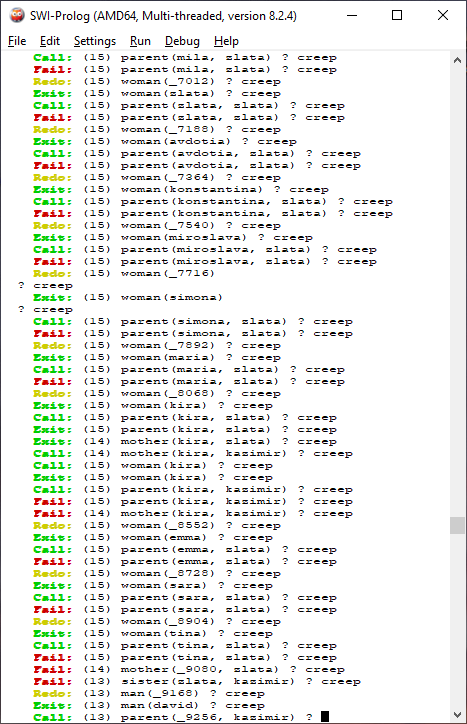 SWI-Prolog (AMD64, Multi-threaded, version 8.2.4)
File Edit Settings Run Debug Help
Call: (15) parent(mila, zlata) ? creep
Fail: (15) parent(mila, zlata) ? creep
Redo: (15) woman(_7012) ? creep
Exit: (15) woman(zlata) ? creep
Call: (15) parent(zlata, zlata) ? creep
Fail: (15) parent(zlata, zlata) ? creep
Redo: (15) woman(_7188) ? creep
Exit: (15) woman(avdotia) ? creep
Call: (15) parent(avdotia, zlata) ? creep
Fail: (15) parent(avdotia, zlata) ? creep
Redo: (15) woman(_7364) ? creep
Exit: (15) woman(konstantina) ? creep
Call: (15) parent(konstantina, zlata) ? creep
Fail: (15) parent(konstantina, zlata) ? creep
Redo: (15) woman(_7540) ? creep
Exit: (15) woman(miroslava) ? creep
Call: (15) parent(miroslava, zlata) ? creep
Fail: (15) parent(miroslava, zlata) ? creep
Redo: (15) woman(_7716)
? creep
Exit: (15) woman(simona)
? creep
Call: (15) parent(simona, zlata) ? creep
Fail: (15) parent(simona, zlata) ? creep
Redo: (15) woman(_7892) ? creep
Exit: (15) woman(maria) ? creep
Call: (15) parent(maria, zlata) ? creep
Fail: (15) parent(maria, zlata) ? creep
Redo: (15) woman(_8068) ? creep
Exit: (15) woman(kira) ? creep
Call: (15) parent(kira, zlata) ? creep
Exit: (15) parent(kira, zlata) ? creep
Exit: (14) mother(kira, zlata) ? creep
Call: (14) mother(kira, kazimir) ? creep
Call: (15) woman(kira) ? creep
Exit: (15) woman(kira) ? creep
Call: (15) parent(kira, kazimir) ? creep
Fail: (15) parent(kira, kazimir) ? creep
Fail: (14) mother(kira, kazimir) ? creep
Redo: (15) woman(_8552) ? creep
Exit: (15) woman(emma) ? creep
Call: (15) parent(emma, zlata) ? creep
Fail: (15) parent(emma, zlata) ? creep
Redo: (15) woman(_8728) ? creep
Exit: (15) woman(sara) ? creep
Call: (15) parent(sara, zlata) ? creep
Fail: (15) parent(sara, zlata) ? creep
Redo: (15) woman(_8904) ? creep
Exit: (15) woman(tina) ? creep
Call: (15) parent(tina, zlata) ? creep
Fail: (15) parent(tina, zlata) ? creep
Fail: (14) mother(_9080, zlata) ? creep
Fail: (13) sister(zlata, kazimir) ? creep
Redo: (13) man(_9168) ? creep
Exit: (13) man(david) ? creep
Call: (13) parent(_9256, kazimir) ?